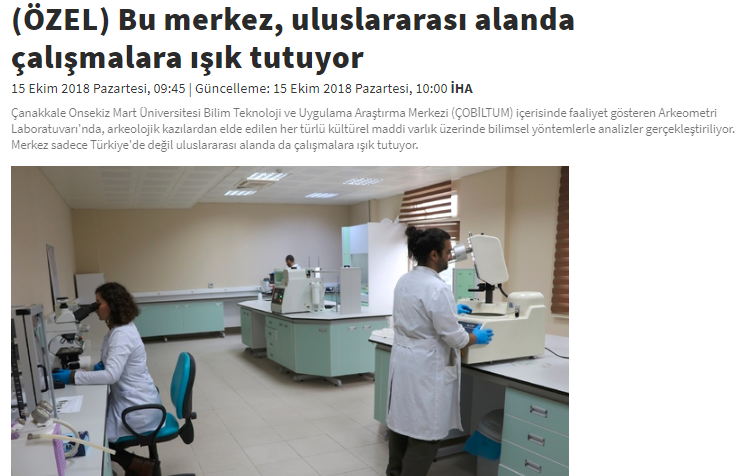 (ÖZEL) Bu merkez, uluslararası alanda
çalışmalara ışık tutuyor
15 Ekim 2018 Pazartesi, 09:45 | Güncelleme: 15 Ekim 2018 Pazartesi, 10:00 İHA
Çanakkale Onsekiz Mart Üniversitesi Bilim Teknoloji ve Uygulama Araştırma Merkezi (ÇOBİLTUM) içerisinde faaliyet gösteren Arkeometri
Laboratuvarı'nda, arkeolojik kazılardan elde edilen her türlü kültürel maddi varlık üzerinde bilimsel yöntemlerle analizler gerçekleştiriliyor.
Merkez sadece Türkiye'de değil uluslararası alanda da çalışmalara ışık tutuyor.